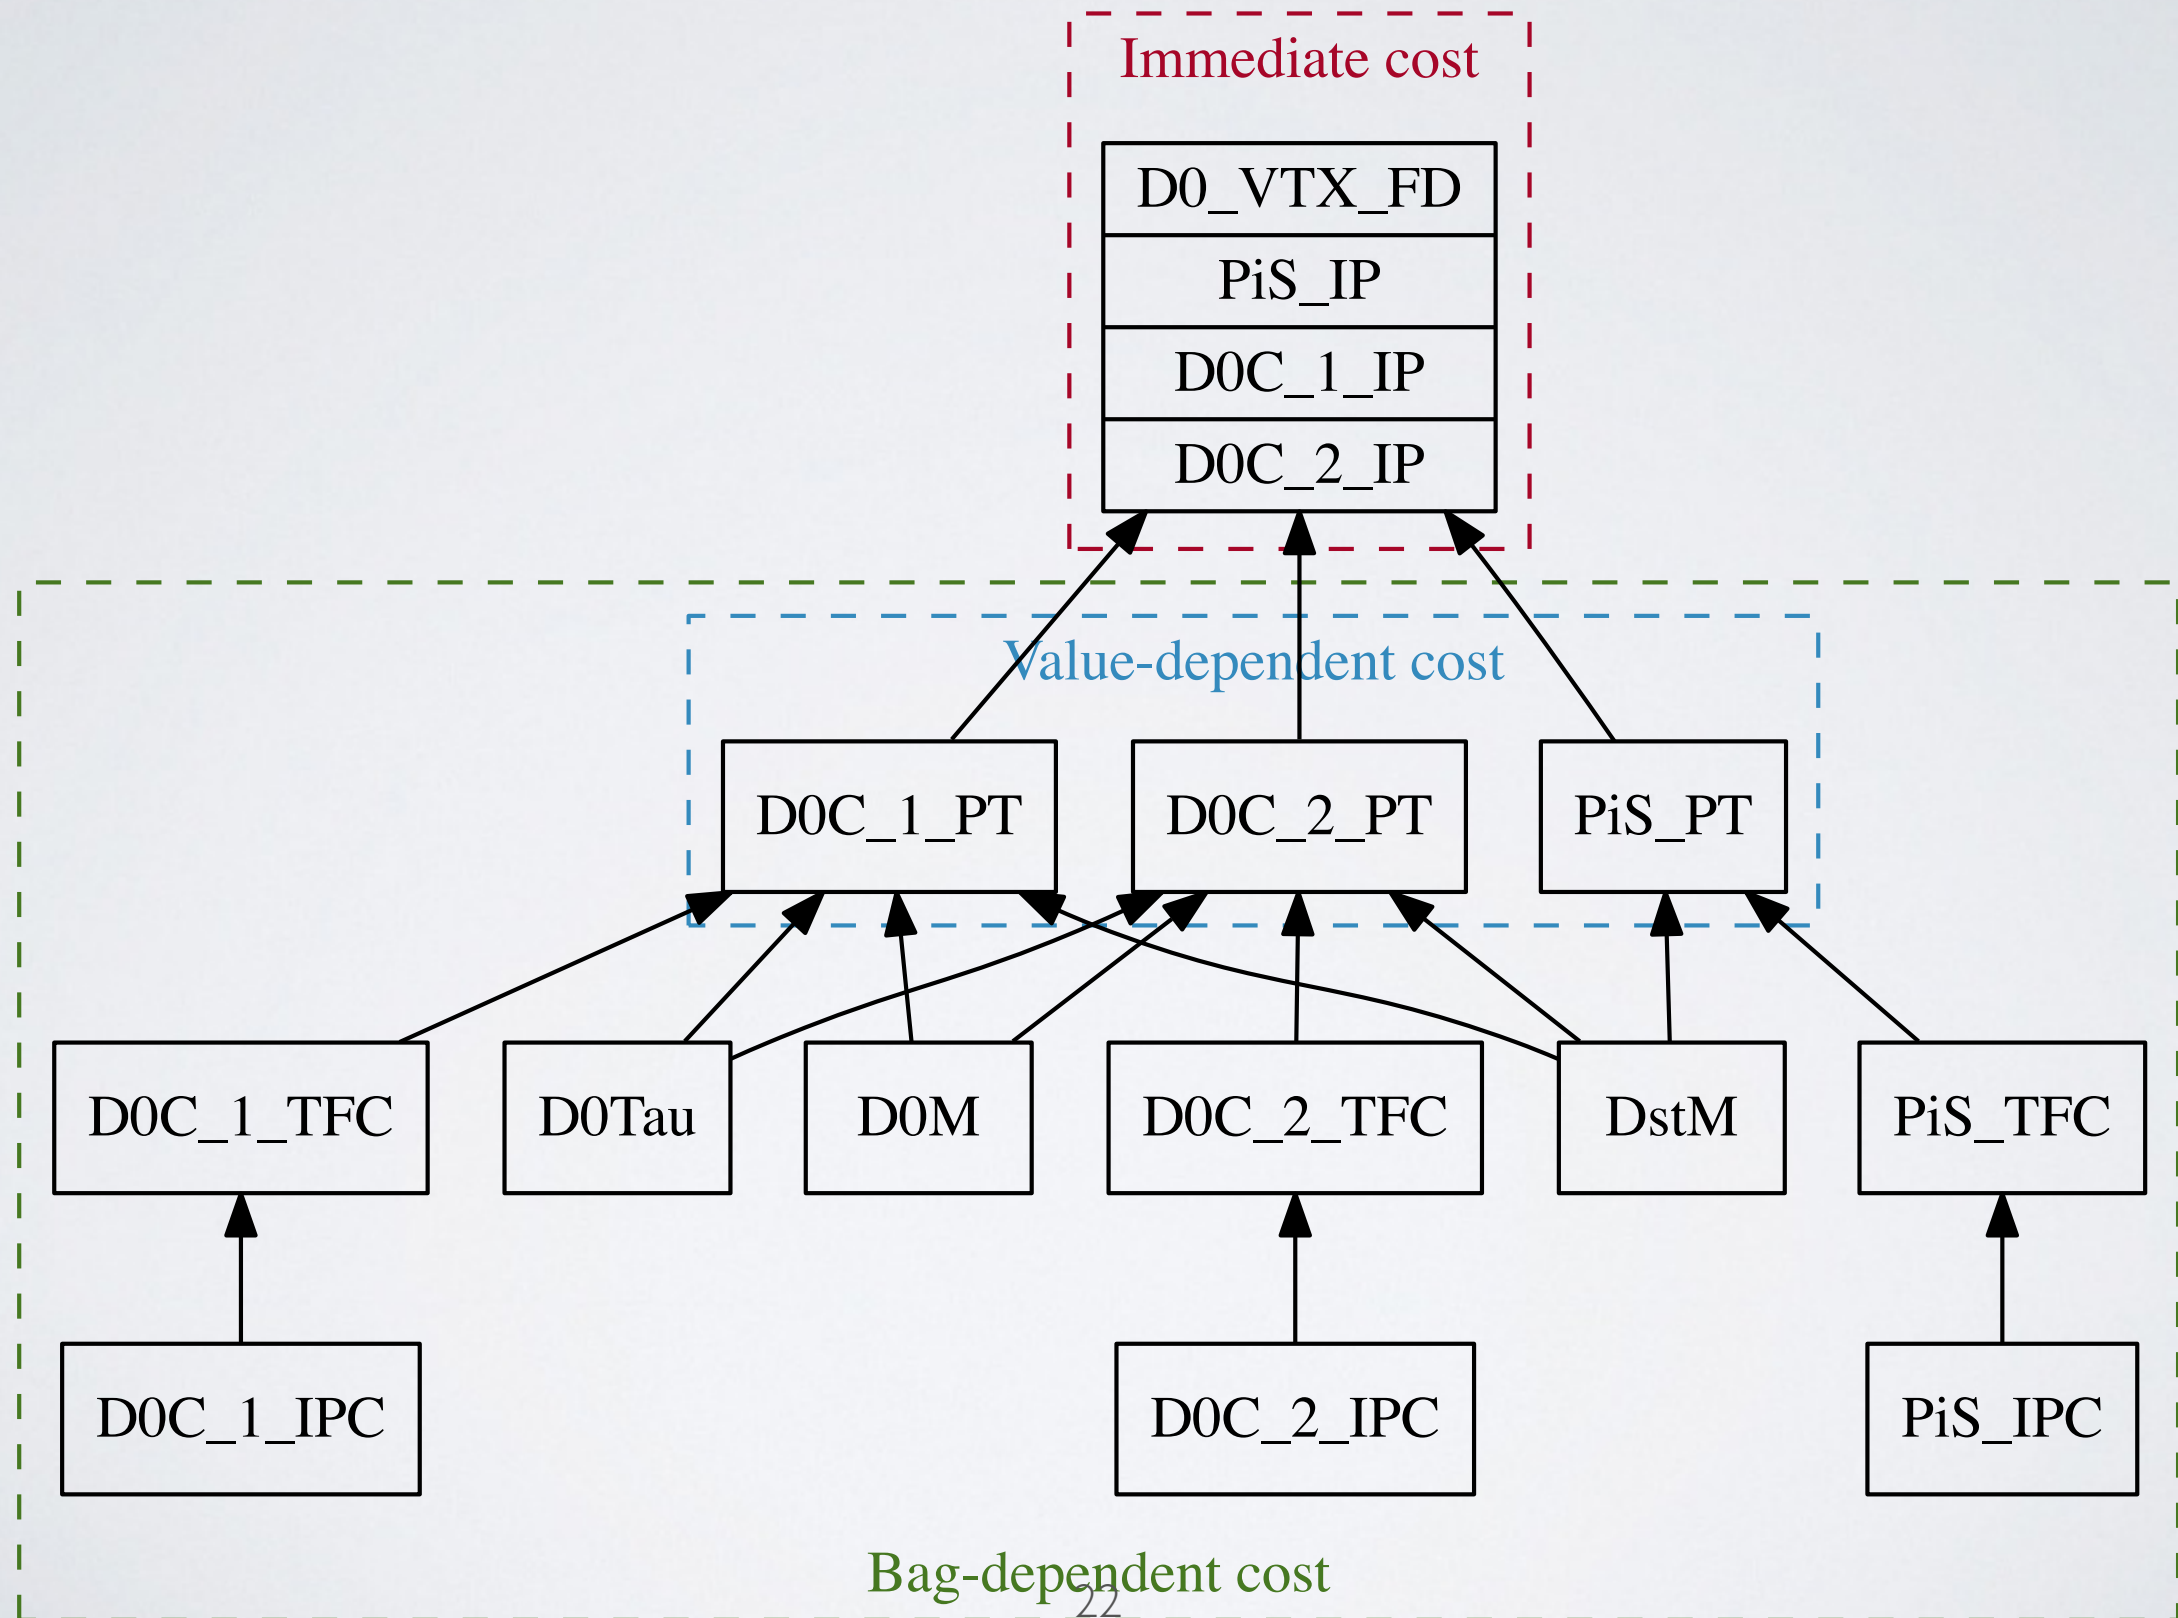 Immediate cost
D0_VTX_FD
PiS_IP
D0C_1_IP
D0C_2_IP
Value-dependent cost
D0C_1_PT
D0C_2_PT
PiS_PT
D0C_1_TFC
D0Tau
D0M
D0C_2_TFC
DstM
PiS_TFC
D0C_1_IPC
D0C_2_IPC
PiS_IPC
Bag-dependent cost
22